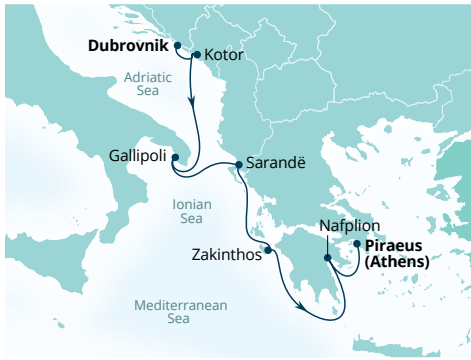 Dubrovnik
Kotor
Adriatic
Sea
Gallipoli
Sarandë
Ionian
Sea
Nafplion
Zakinthos
Piraeus
(Athens)
Mediterranean
Sea